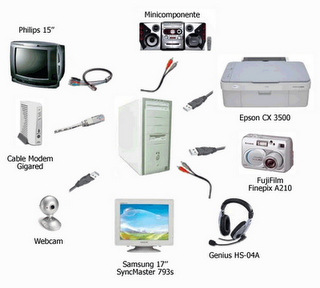 Minicomponente
Philips 15"
Epson CX 3500
Cable Modem
Gigared
FujiFilm
Finepix A210
Webcam
Samsung 17"
SyncMaster 793s
Genius HS-04A